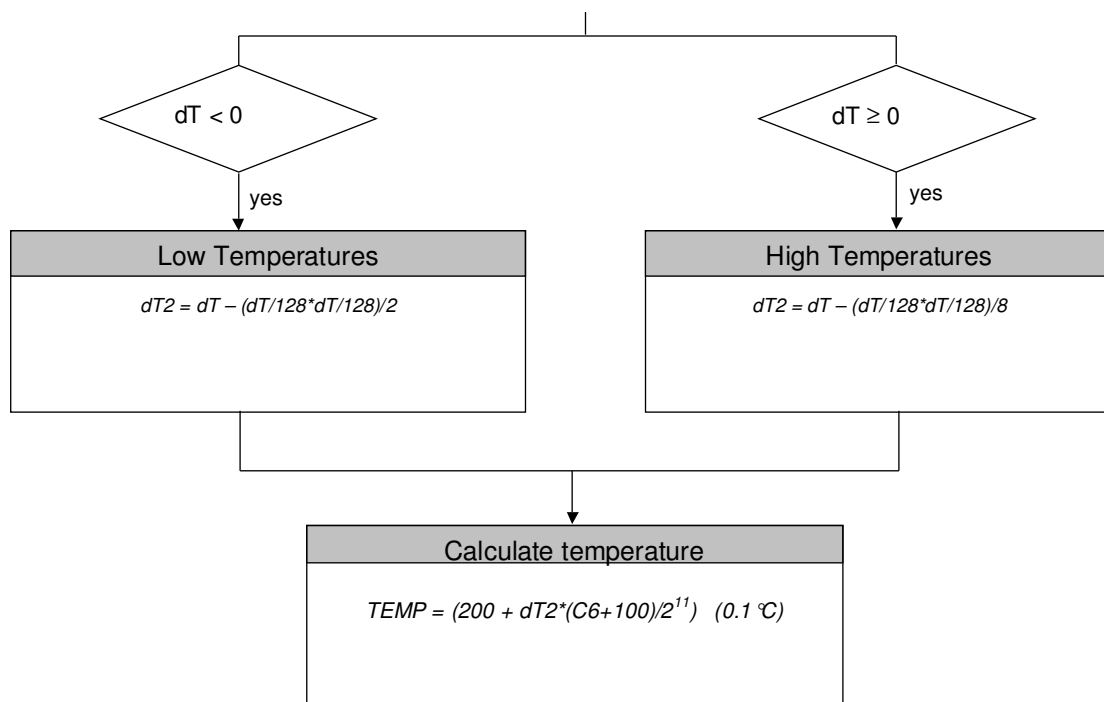 dT < 0
dT ≥ 0
yes
yes
Low Temperatures
High Temperatures
dT2 = dT – (dT/128*dT/128)/2
dT2 = dT – (dT/128*dT/128)/8
Calculate temperature
TEMP = (200 + dT2*(C6+100)/2¹¹) (0.1 °C)